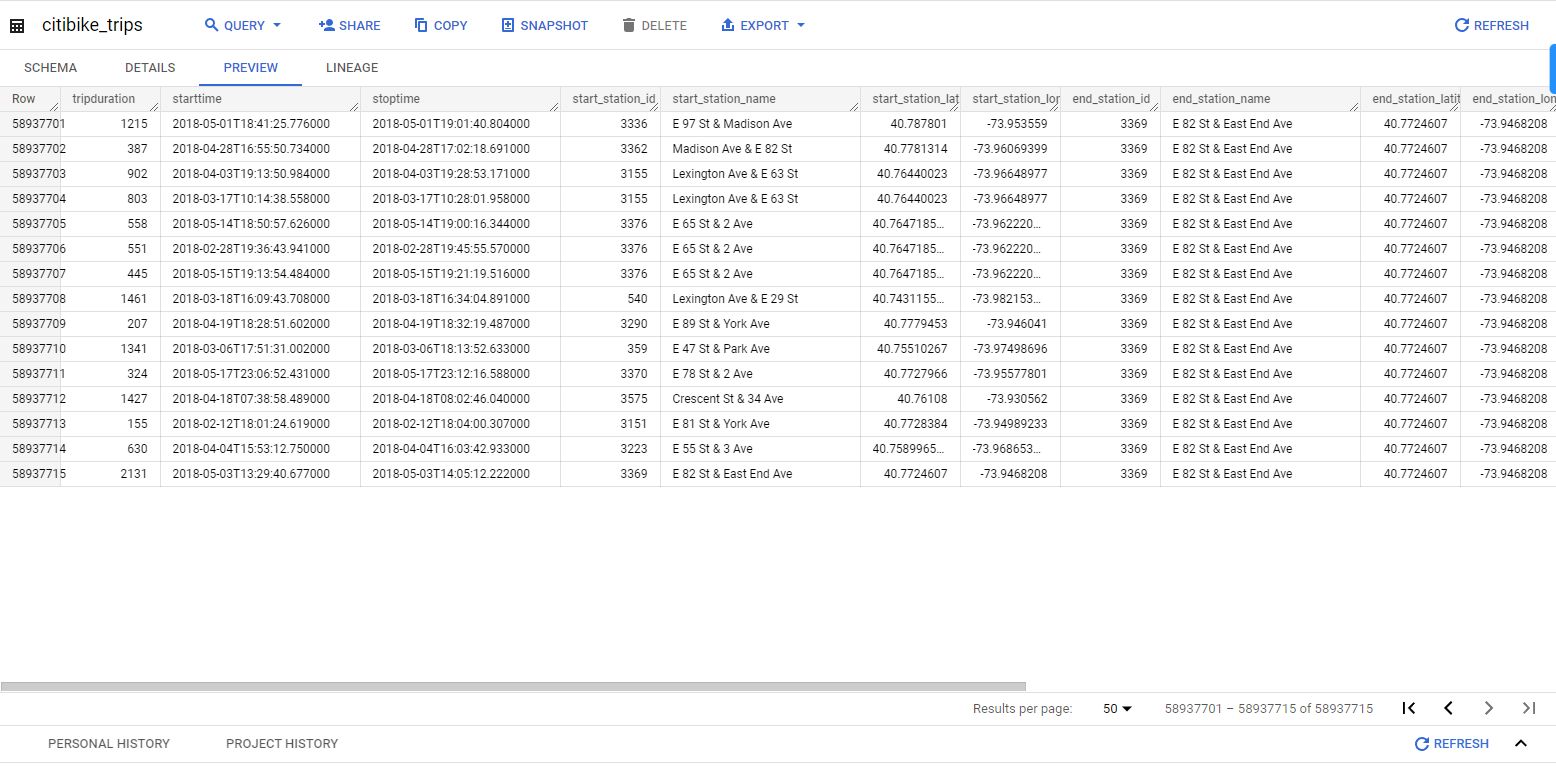 citibike_trips QUERY SHARE COPY SNAPSHOT DELETE EXPORT REFRESH
SCHEMA DETAILS PREVIEW LINEAGE
Row tripduration starttime stoptime start_station_id start_station_name start_station_lat start_station_lon end_station_id end_station_name end_station_latit end_station_lon
58937701 1215 2018-05-01T18:41:25.776000 2018-05-01T19:01:40.804000 3336 E 97 St & Madison Ave 40.787801 -73.953559 3369 E 82 St & East End Ave 40.7724607 -73.9468208
58937702 387 2018-04-28T16:55:50.734000 2018-04-28T17:02:18.691000 3362 Madison Ave & E 82 St 40.7781314 -73.96069399 3369 E 82 St & East End Ave 40.7724607 -73.9468208
58937703 902 2018-04-03T19:13:50.984000 2018-04-03T19:28:53.171000 3155 Lexington Ave & E 63 St 40.76440023 -73.96648977 3369 E 82 St & East End Ave 40.7724607 -73.9468208
58937704 803 2018-03-17T10:14:38.558000 2018-03-17T10:28:01.958000 3155 Lexington Ave & E 63 St 40.76440023 -73.96648977 3369 E 82 St & East End Ave 40.7724607 -73.9468208
58937705 558 2018-05-14T18:50:57.626000 2018-05-14T19:00:16.344000 3376 E 65 St & 2 Ave 40.7647185... -73.962220... 3369 E 82 St & East End Ave 40.7724607 -73.9468208
58937706 551 2018-02-28T19:36:43.941000 2018-02-28T19:45:55.570000 3376 E 65 St & 2 Ave 40.7647185... -73.962220... 3369 E 82 St & East End Ave 40.7724607 -73.9468208
58937707 445 2018-05-15T19:13:54.484000 2018-05-15T19:21:19.516000 3376 E 65 St & 2 Ave 40.7647185... -73.962220... 3369 E 82 St & East End Ave 40.7724607 -73.9468208
58937708 1461 2018-03-18T16:09:43.708000 2018-03-18T16:34:04.891000 540 Lexington Ave & E 29 St 40.7431155... -73.982153... 3369 E 82 St & East End Ave 40.7724607 -73.9468208
58937709 207 2018-04-19T18:28:51.602000 2018-04-19T18:32:19.487000 3290 E 89 St & York Ave 40.7779453 -73.946041 3369 E 82 St & East End Ave 40.7724607 -73.9468208
58937710 1341 2018-03-06T17:51:31.002000 2018-03-06T18:13:52.633000 359 E 47 St & Park Ave 40.75510267 -73.97498696 3369 E 82 St & East End Ave 40.7724607 -73.9468208
58937711 324 2018-05-17T23:06:52.431000 2018-05-17T23:12:16.588000 3370 E 78 St & 2 Ave 40.7727966 -73.95577801 3369 E 82 St & East End Ave 40.7724607 -73.9468208
58937712 1427 2018-04-18T07:38:58.489000 2018-04-18T08:02:46.040000 3575 Crescent St & 34 Ave 40.76108 -73.930562 3369 E 82 St & East End Ave 40.7724607 -73.9468208
58937713 155 2018-02-12T18:01:24.619000 2018-02-12T18:04:00.307000 3151 E 81 St & York Ave 40.7728384 -73.94989233 3369 E 82 St & East End Ave 40.7724607 -73.9468208
58937714 630 2018-04-04T15:53:12.750000 2018-04-04T16:03:42.933000 3223 E 55 St & 3 Ave 40.7589965... -73.968653... 3369 E 82 St & East End Ave 40.7724607 -73.9468208
58937715 2131 2018-05-03T13:29:40.677000 2018-05-03T14:05:12.222000 3369 E 82 St & East End Ave 40.7724607 -73.9468208 3369 E 82 St & East End Ave 40.7724607 -73.9468208
Results per page: 50 58937701 – 58937715 of 58937715
PERSONAL HISTORY PROJECT HISTORY REFRESH